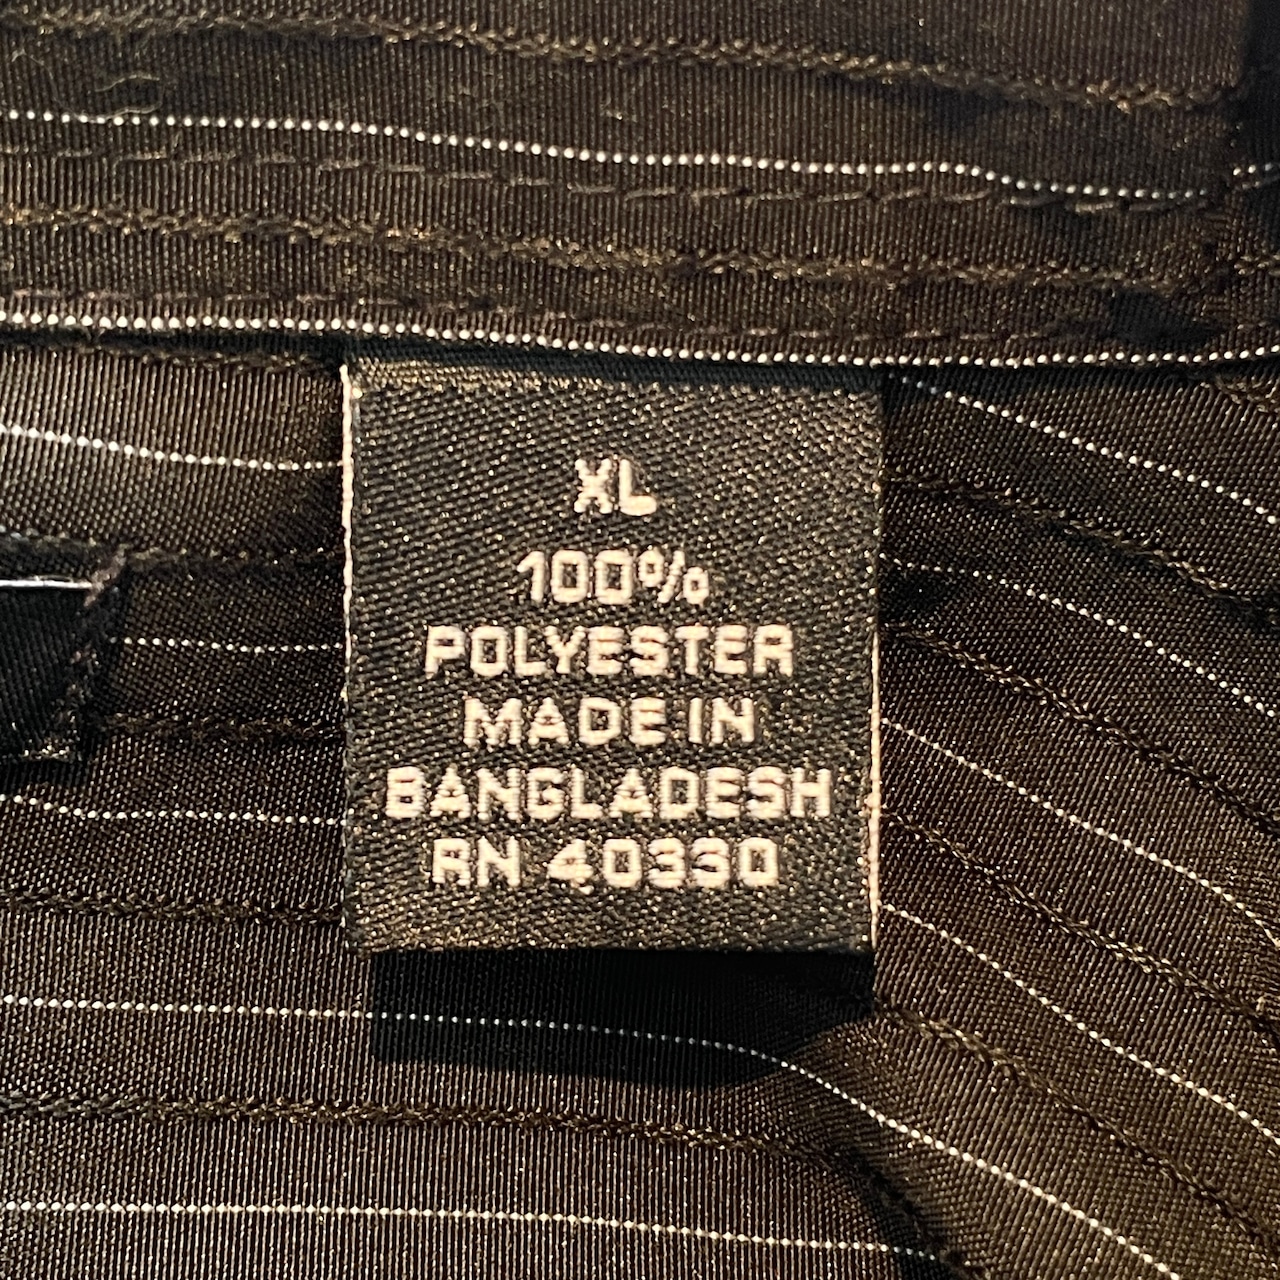 XL
100%
POLYESTER
MADE IN
BANGLADESH
RN 40330